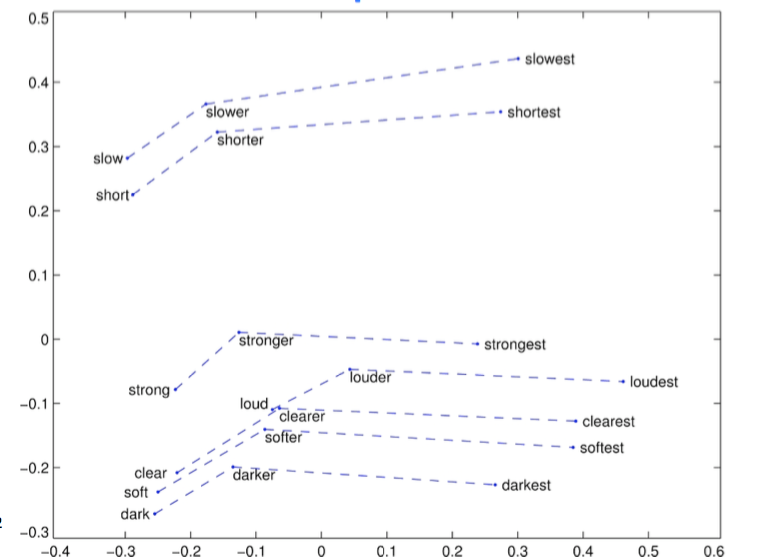 0.5
slowest
0.4
slower
shortest
shorter
0.3
slow
short
0.2
0.1
0
stronger
strongest
louder
strong
loudest
−0.1
loud
clearer
clearest
softer
softest
−0.2
clear
darker
soft
darkest
dark
−0.3
−0.4 −0.3 −0.2 −0.1 0 0.1 0.2 0.3 0.4 0.5 0.6